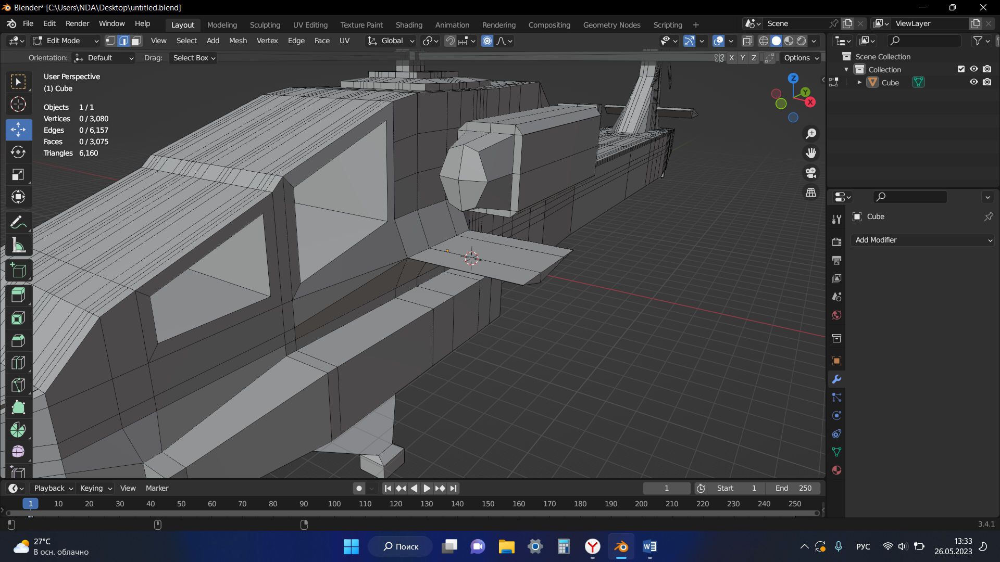 Blender* [C:\Users\NDA\Desktop\untitled.blend]
File Edit Render Window Help Layout Modeling Sculpting UV Editing Texture Paint Shading Animation Rendering Compositing Geometry Nodes Scripting + Scene ViewLayer
Edit Mode View Select Add Mesh Vertex Edge Face UV Global
Orientation: Default Drag: Select Box X Y Z Options
User Perspective
(1) Cube
Objects 1 / 1
Vertices 0 / 3,080
Edges 0 / 6,157
Faces 0 / 3,075
Triangles 6,160
Z
Y
X
Scene Collection
Collection
Cube
Cube
Add Modifier
Playback Keying View Marker 1 Start 1 End 250
1 10 20 30 40 50 60 70 80 90 100 110 120 130 140 150 160 170 180 190 200 210 220 230 240 250
3.4.1
27°C
В осн. облачно
Поиск
РУС
13:33
26.05.2023